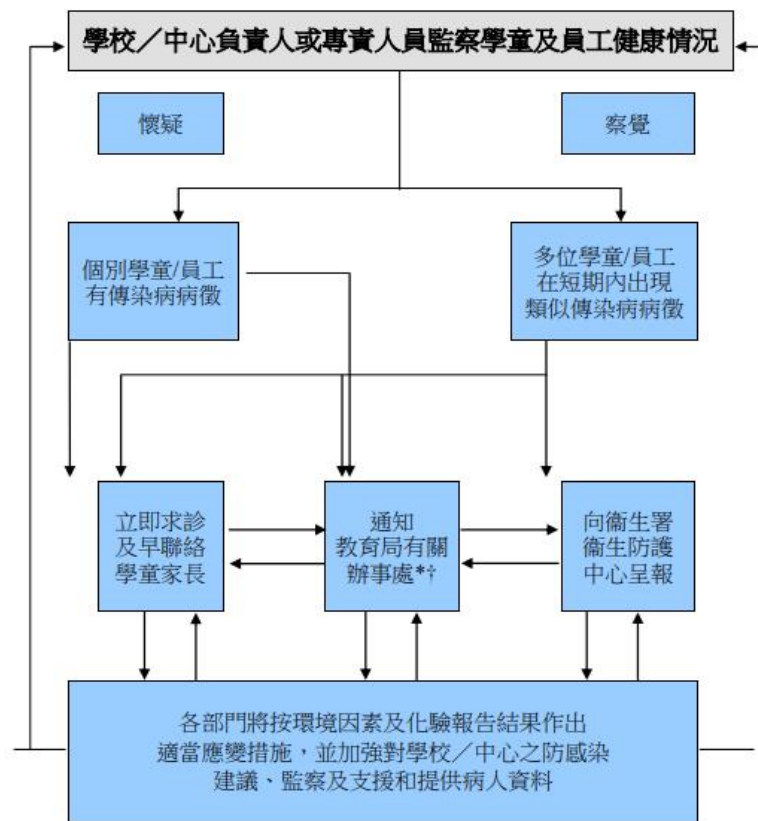 學校／中心負責人或專責人員監察學童及員工健康情況
懷疑
察覺
個別學童/員工
有傳染病病徵
多位學童/員工
在短期內出現
類似傳染病病徵
立即求診
及早聯絡
學童家長
通知
教育局有關
辦事處*†
向衞生署
衞生防護
中心呈報
各部門將按環境因素及化驗報告結果作出
適當應變措施，並加強對學校／中心之防感染
建議、監察及支援和提供病人資料